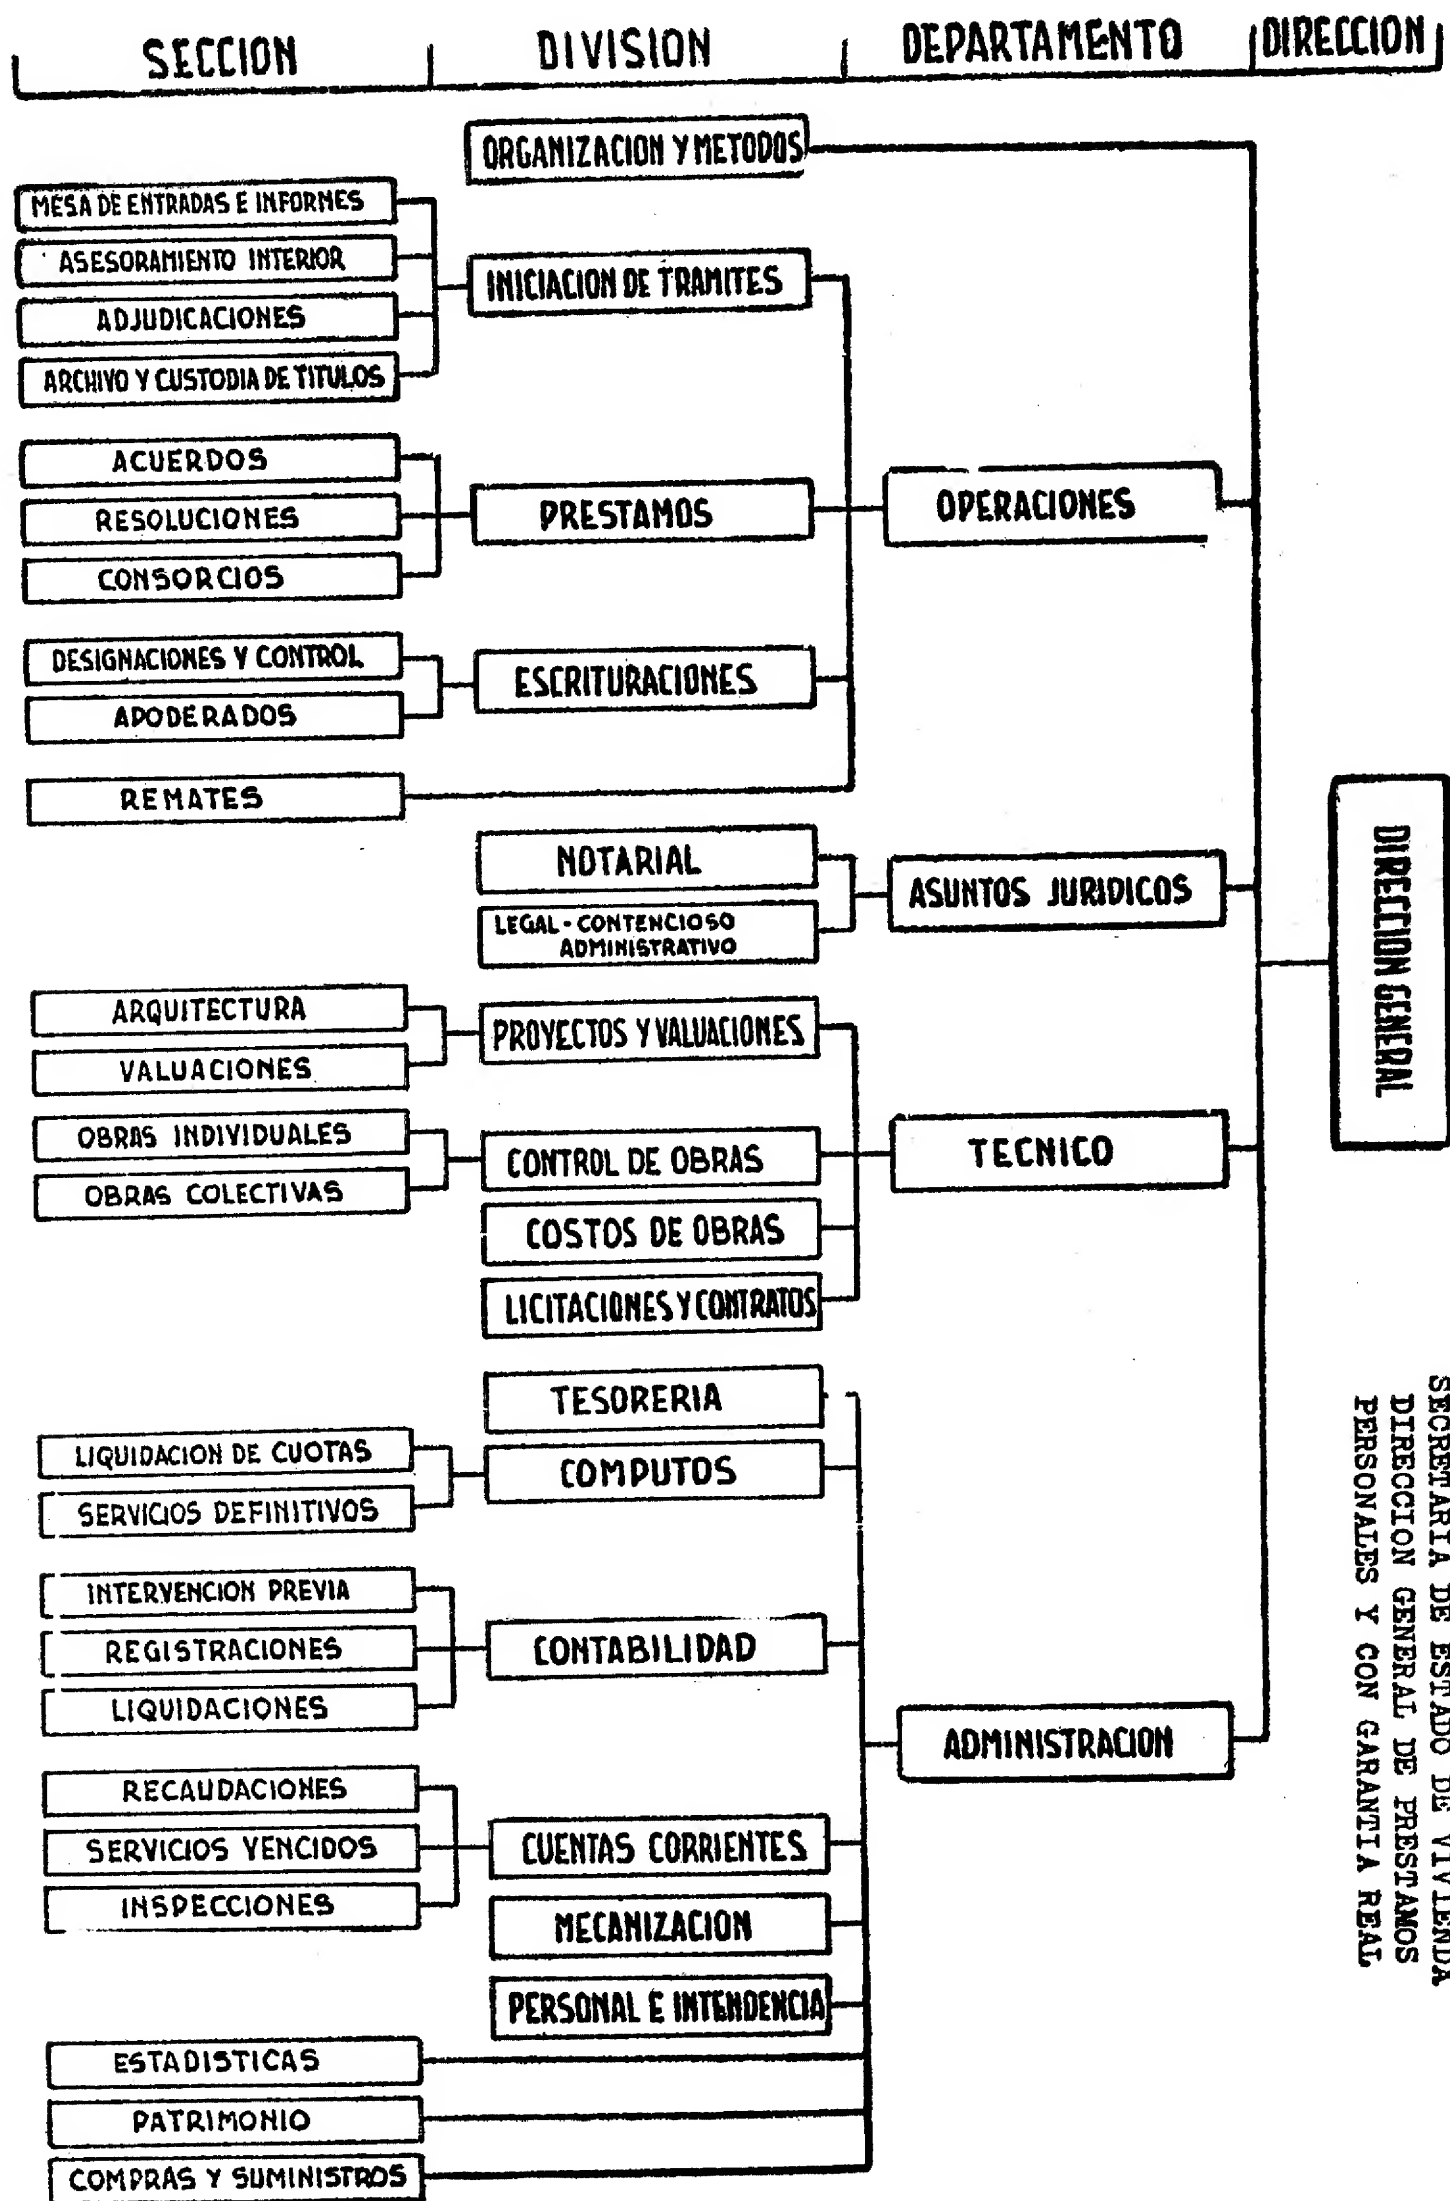 SECCION
DIVISION
DEPARTAMENTO
DIRECCION
ORGANIZACION Y METODOS
MESA DE ENTRADAS E INFORMES
ASESORAMIENTO INTERIOR
ADJUDICACIONES
ARCHIVO Y CUSTODIA DE TITULOS
INICIACION DE TRAMITES
ACUERDOS
RESOLUCIONES
CONSORCIOS
PRESTAMOS
OPERACIONES
DESIGNACIONES Y CONTROL
APODERADOS
ESCRITURACIONES
REMATES
NOTARIAL
LEGAL - CONTENCIOSO
ADMINISTRATIVO
ASUNTOS JURIDICOS
DIRECCION GENERAL
ARQUITECTURA
VALUACIONES
PROYECTOS Y VALUACIONES
OBRAS INDIVIDUALES
OBRAS COLECTIVAS
CONTROL DE OBRAS
TECNICO
COSTOS DE OBRAS
LICITACIONES Y CONTRATOS
TESORERIA
LIQUIDACION DE CUOTAS
SERVICIOS DEFINITIVOS
COMPUTOS
INTERVENCION PREVIA
REGISTRACIONES
LIQUIDACIONES
CONTABILIDAD
ADMINISTRACION
RECAUDACIONES
SERVICIOS VENCIDOS
INSPECCIONES
CUENTAS CORRIENTES
MECANIZACION
PERSONAL E INTENDENCIA
ESTADISTICAS
PATRIMONIO
COMPRAS Y SUMINISTROS
SECRETARIA DE ESTADO DE VIVIENDA
DIRECCION GENERAL DE PRESTAMOS
PERSONALES Y CON GARANTIA REAL